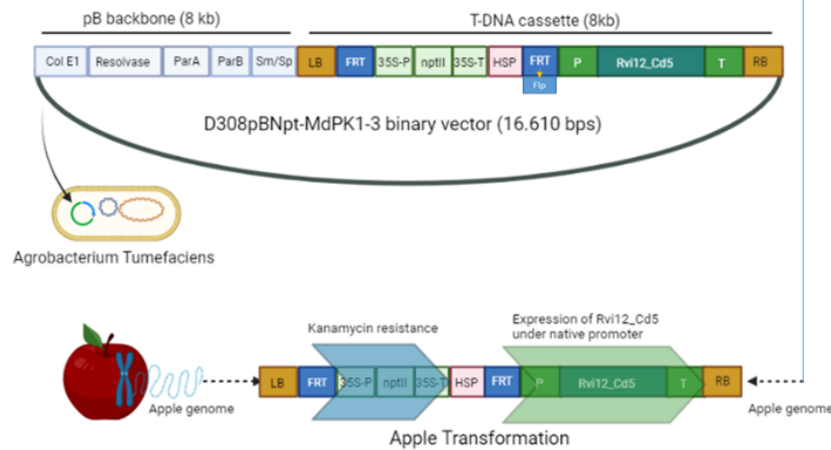 pB backbone (8 kb)
T-DNA cassette (8kb)
Col E1 Resolvase ParA ParB Sm/Sp LB FRT 35S-P nptII 35S-T HSP FRT P Rvi12_Cd5 T RB
Flp
D308pBNpt-MdPK1-3 binary vector (16.610 bps)
Agrobacterium Tumefaciens
Kanamycin resistance
Expression of Rvi12_Cd5
under native promoter
LB FRT 35S-P nptII 35S-T HSP FRT P Rvi12_Cd5 T RB
Apple genome
Apple genome
Apple Transformation